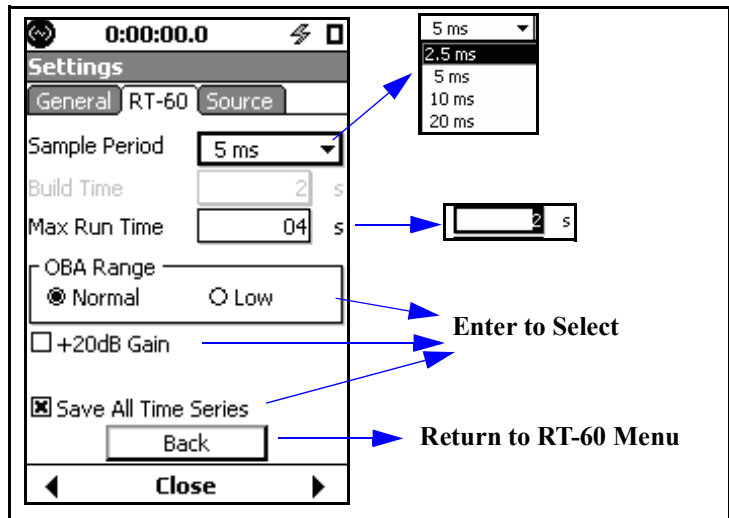 0:00:00.0
Settings
General RT-60 Source
Sample Period 5 ms
Build Time 2 s
Max Run Time 04 s
OBA Range
Normal Low
+20dB Gain
Save All Time Series
Back
Close
5 ms
2.5 ms
5 ms
10 ms
20 ms
2 s
Enter to Select
Return to RT-60 Menu